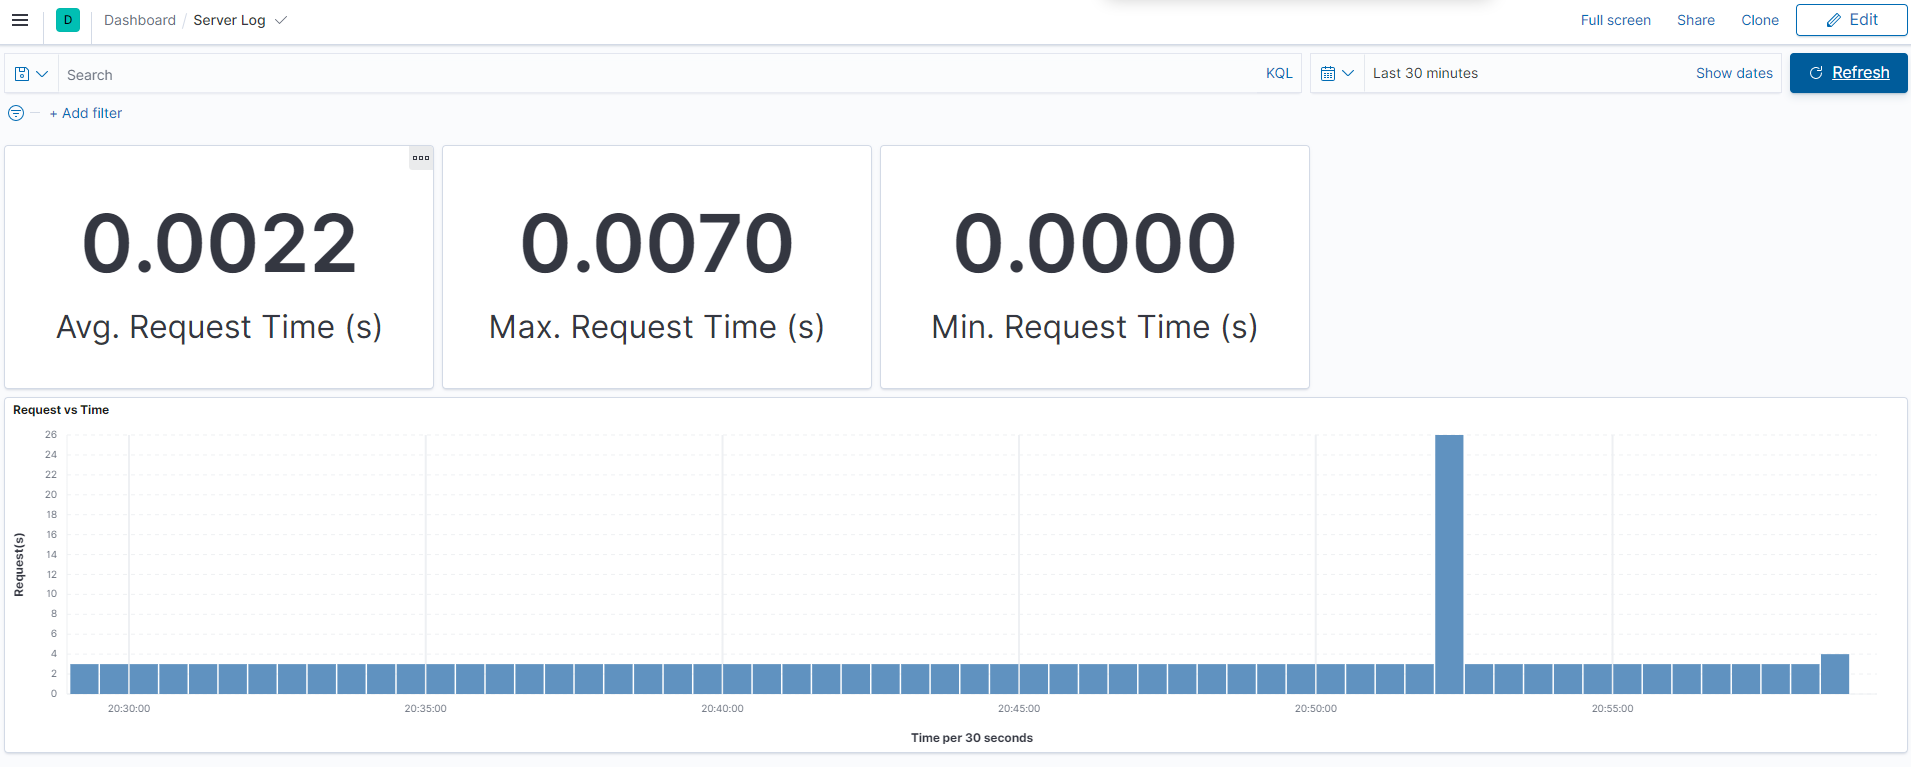 D Dashboard / Server Log Full screen Share Clone Edit
Search KQL Last 30 minutes Show dates Refresh
+ Add filter
0.0022
Avg. Request Time (s)
0.0070
Max. Request Time (s)
0.0000
Min. Request Time (s)
Request vs Time
26
24
22
20
18
16
14
12
10
8
6
4
2
0
Request(s)
20:30:00 20:35:00 20:40:00 20:45:00 20:50:00 20:55:00
Time per 30 seconds